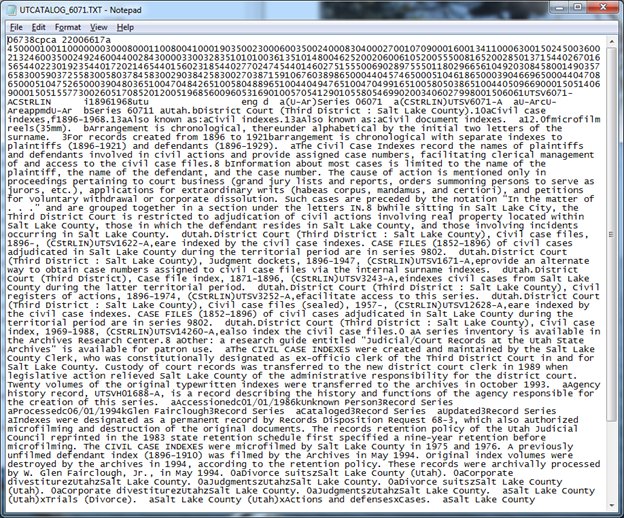 UTCATALOG_6071.TXT - Notepad
File Edit Format View Help
06738cpca 22006617a
through Salt Lake County during
ACStRLIN i18961968utu eng d a(U-Ar)Series 06071 a(CStRLIN)UTSV6071-A aU-ArcU-
AreappmdU-Ar bSeries 6071 autah.bDistrict Court (Third District : Salt Lake County).10aCivil case
indexes,f1896-1968.13aAlso known as:aCivil indexes.13aAlso known as:aCivil document indexes. a12.0fmicrofilm
reels(35mm). bArrangement is chronological, thereunder alphabetical by the initial two letters of the
surname. 3For records created from 1896 to 1921bArrangement is chronological with separate indexes to
plaintiffs (1896-1921) and defendants (1896-1929). aThe Civil Indexes record the names of plaintiffs
and defendants involved in civil actions and provide assigned case numbers, facilitating clerical management
of and access to the civil case files.8 bInformation about most cases is limited to the name of the
plaintiff, the name of the defendant, and the case number. The cause of action is mentioned only in
proceedings pertaining to court business (grand jury lists and reports, orders summoning persons to serve as
jurors, etc.), applications for extraordinary writs (habeas corpus, mandamus, and certiori), and petitions
for voluntary withdrawal or corporate dissolution. Such cases are preceded by the notation "In the matter of
. . ." and are grouped together in a section under the letters IN.8 bWhile sitting in Salt Lake City, the
Third District Court is restricted to adjudication of civil actions involving real property located within
Salt Lake County, those in which the defendant resides in Salt Lake County, and those involving incidents
occurring in Salt Lake County. dUtah.District Court (Third District : Salt Lake County), Civil case files,
1896-, (CStRLIN)UTSV1622-A,eare indexed by the civil case indexes. CASE FILES (1852-1896) of civil cases
adjudicated in Salt Lake County during the territorial period are in series 9802. dUtah.District Court
(Third District : Salt Lake County), Judgment dockets, 1896-1947, (CStRLIN)UTSV1671-A,eprovide an alternate
way to obtain case numbers assigned to civil case files via the internal surname indexes. dUtah.District
Court (Third District), Case file index, 1871-1896, (CStRLIN)UTSV3243-A,eindexes civil cases from Salt Lake
County during the latter territorial period. dUtah.District Court (Third District : Salt Lake County), Civil
registers of actions, 1896-1974, (CStRLIN)UTSV3252-A,efacilitate access to this series. dUtah.District
Court (Third District : Salt Lake County), Civil case files (sealed), 1957-, (CStRLIN)UTSV12628-A,eare indexed by
the civil case indexes. CASE FILES (1852-1896) of civil cases adjudicated in Salt Lake County during the
territorial period are in series 9802. dUtah.District Court (Third District : Salt Lake County), Civil case
index, 1969-1988, (CStRLIN)UTSV14260-A,ealso index the civil case files.0 aA series inventory is available
in the Archives Research Center.8 aOther: a research guide entitled "Judicial/Court Records at the Utah State
Archives" is available for patron use. aThe CIVIL CASE INDEXES were created and maintained by the Salt Lake
County Clerk, who was constitutionally designated as ex-officio clerk of the Third District Court in and for
Salt Lake County. Custody of court records was transferred to the new district court clerk in 1989 when
legislative action relieved Salt Lake County of the administrative responsibility for the district court.
Twenty volumes of the original typewritten indexes were transferred to the archives in October 1993. aAgency
history record, UTSHO1688-A, is a record describing the history and functions of the agency responsible for
the creation of this series. aAccessionedc01/01/1986kUnknown Person3Record Series
aProcessedc06/01/1994kGlen Fairclough3Record Series aCataloged3Record Series aUpdated3Record Series
aIndexes were designated as a permanent record by Records Disposition Request 68-3, which also authorized
microfilming and destruction of the original documents. The records retention policy of the Utah Judicial
Council reprinted in the 1983 state retention schedule first specified a nine-year retention before
microfilming. The CIVIL CASE INDEXES were microfilmed by Salt Lake County in 1975 and 1976. A previously
unfilmed defendant index (1896-1910) was filmed by the Archives in May 1994. Original index volumes were
destroyed by the archives in 1994, according to the retention policy. These records were archivally processed
by W. Glen Fairclough, Jr., in May 1994. 0aDivorce suitszSalt Lake County (Utah). 0aCorporate
divestiturezUtahzSalt Lake County. 0aJudgmentszUtahzSalt Lake County. 0aDivorce suitszSalt Lake County
(Utah). 0aCorporate divestiturezUtahzSalt Lake County. 0aJudgmentszUtahzSalt Lake County. aSalt Lake
County (Utah)xTrials (Divorce). aSalt Lake County (Utah)xActions and defensesxCases. aSalt Lake County